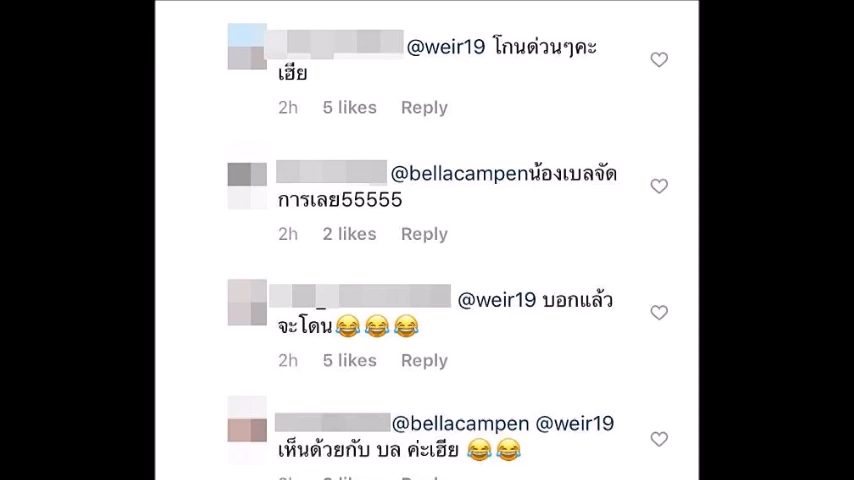 @weir19 โกนด่วนๆคะ
เฮีย
2h 5 likes Reply
@bellacampenน้องเบลจัด
การเลย55555
2h 2 likes Reply
@weir19 บอกแล้ว
จะโดน😂😂😂
2h 5 likes Reply
@bellacampen @weir19
เห็นด้วยกับ บล ค่ะเฮีย 😂😂